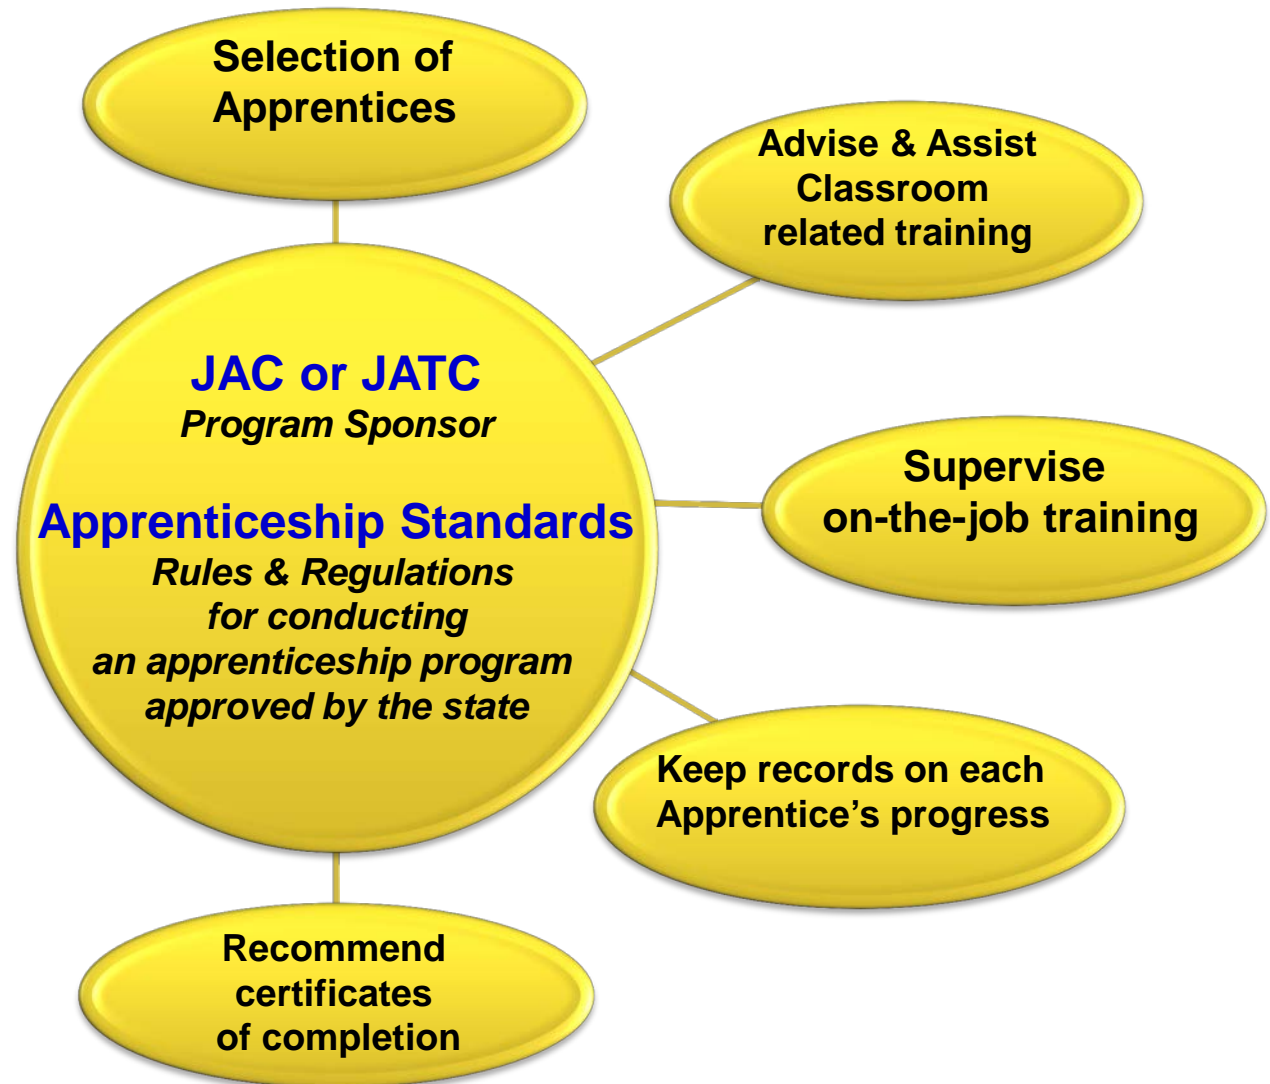 Selection of
Apprentices
Advise & Assist
Classroom
related training
JAC or JATC
Program Sponsor
Apprenticeship Standards
Rules & Regulations
for conducting
an apprenticeship program
approved by the state
Supervise
on-the-job training
Keep records on each
Apprentice’s progress
Recommend
certificates
of completion